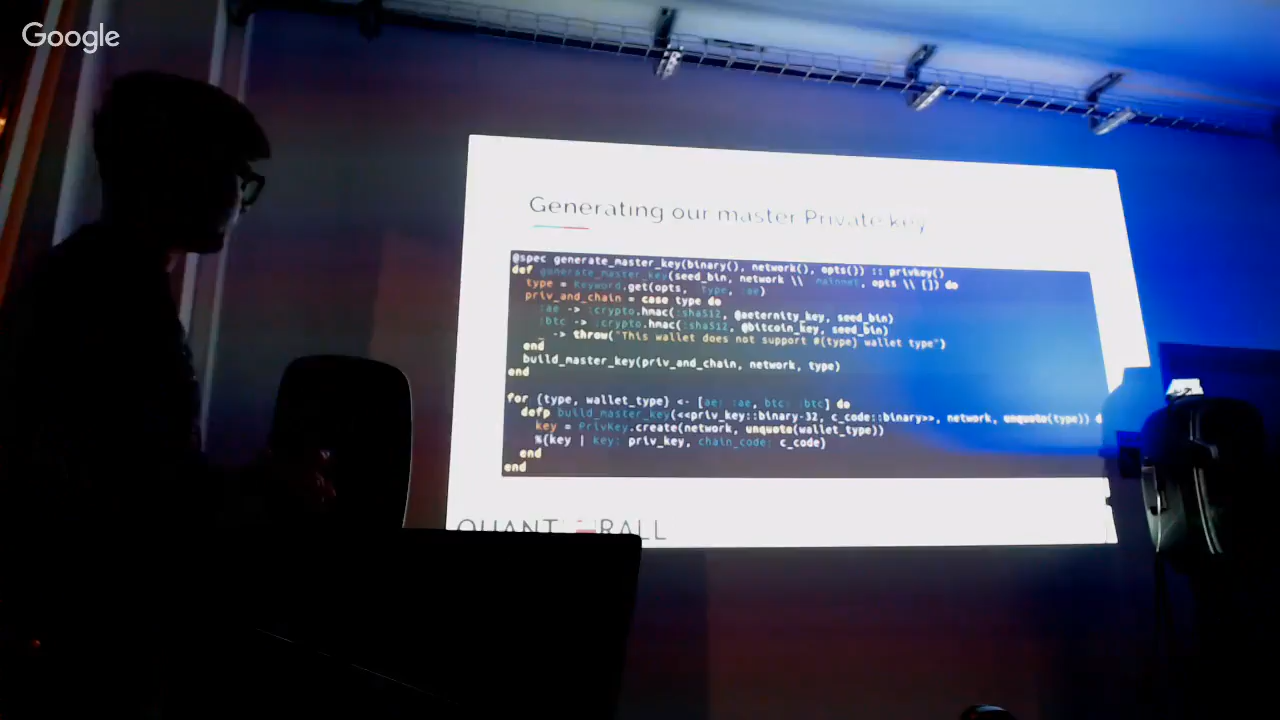 Google
Generating our master Private key
@spec generate_master_key(binary(), network(), opts()) :: privkey()
def generate_master_key(seed_bin, network \\ :mainnet, opts \\ []) do
type = Keyword.get(opts, :type, :ae)
priv_and_chain = case type do
:ae -> :crypto.hmac(:sha512, @aeternity_key, seed_bin)
:btc -> :crypto.hmac(:sha512, @bitcoin_key, seed_bin)
_ -> throw("This wallet does not support #{type} wallet type")
end
build_master_key(priv_and_chain, network, type)
end
for {type, wallet_type} <- [ae: :ae, btc: :btc] do
defp build_master_key(<<priv_key::binary-32, c_code::binary>>, network, unquote(type)) d
key = PrivKey.create(network, unquote(wallet_type))
%{key | key: priv_key, chain_code: c_code}
end
end